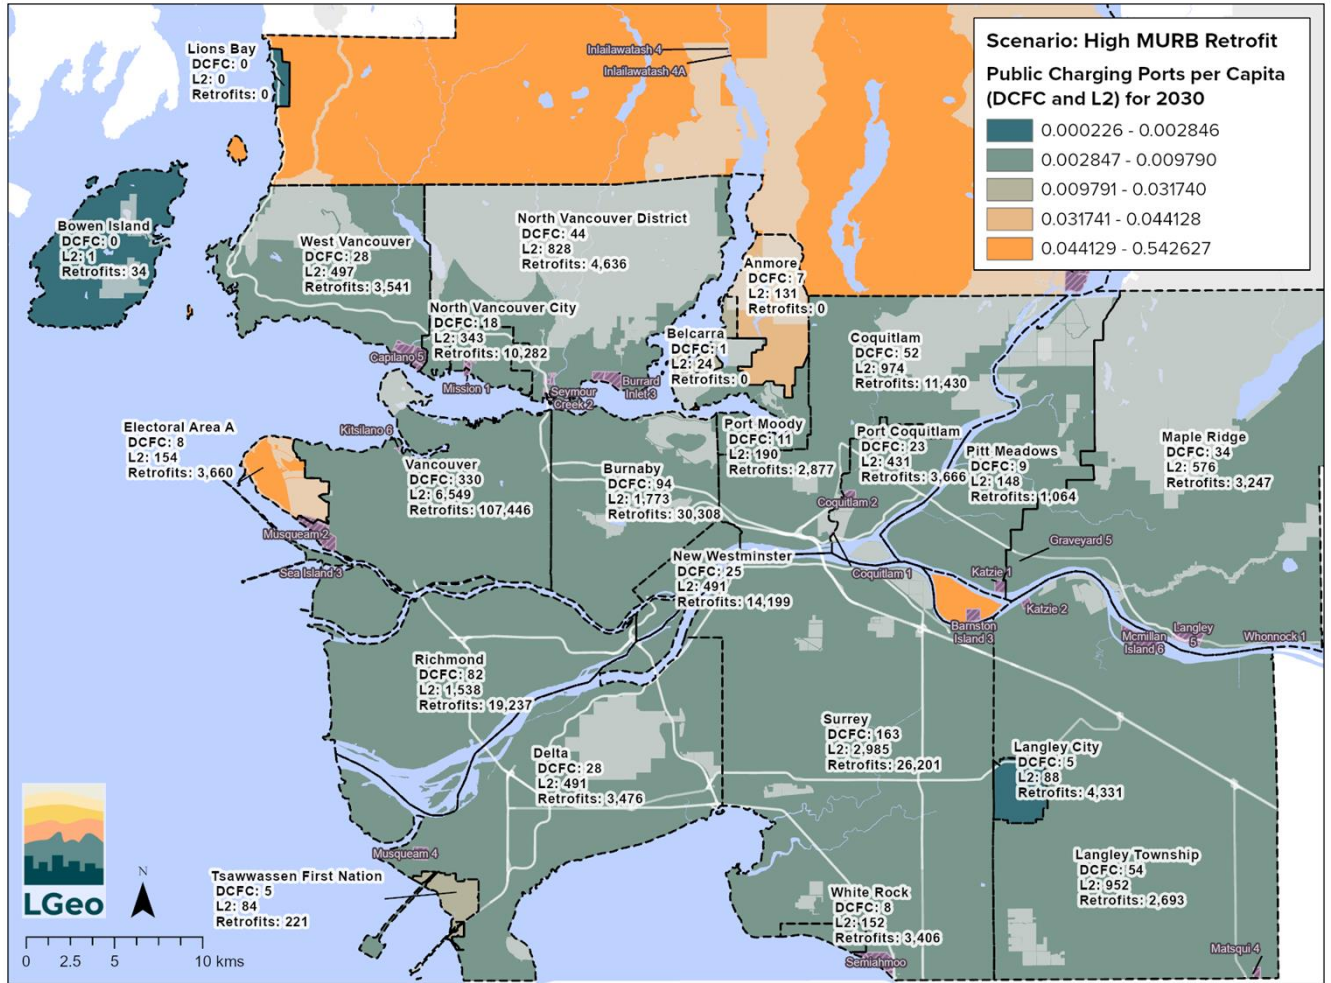 Scenario: High MURB Retrofit
Public Charging Ports per Capita
(DCFC and L2) for 2030
0.000226 - 0.002846
0.002847 - 0.009790
0.009791 - 0.031740
0.031741 - 0.044128
0.044129 - 0.542627
Lions Bay
DCFC: 0
L2: 0
Retrofits: 0
Inlailawatash 4
Inlailawatash 4A
Bowen Island
DCFC: 0
L2: 1
Retrofits: 34
West Vancouver
DCFC: 28
L2: 497
Retrofits: 3,541
North Vancouver District
DCFC: 44
L2: 828
Retrofits: 4,636
Anmore
DCFC: 7
L2: 131
Retrofits: 0
North Vancouver City
DCFC: 18
L2: 343
Retrofits: 10,282
Belcarra
DCFC: 1
L2: 24
Retrofits: 0
Coquitlam
DCFC: 52
L2: 974
Retrofits: 11,430
Capilano 5
Mission 1
Seymour
Creek 2
Burrard
Inlet 3
Kitsilano 6
Electoral Area A
DCFC: 8
L2: 154
Retrofits: 3,660
Vancouver
DCFC: 330
L2: 6,549
Retrofits: 107,446
Burnaby
DCFC: 94
L2: 1,773
Retrofits: 30,308
Port Moody
DCFC: 11
L2: 190
Retrofits: 2,877
Port Coquitlam
DCFC: 23
L2: 431
Retrofits: 3,666
Pitt Meadows
DCFC: 9
L2: 148
Retrofits: 1,064
Maple Ridge
DCFC: 34
L2: 576
Retrofits: 3,247
Coquitlam 2
Musqueam 2
Sea Island 3
New Westminster
DCFC: 25
L2: 491
Retrofits: 14,199
Coquitlam 1
Graveyard 5
Katzie 1
Katzie 2
Barnston
Island 3
Mcmillan
Island 6
Langley
5
Whonnock 1
Richmond
DCFC: 82
L2: 1,538
Retrofits: 19,237
Delta
DCFC: 28
L2: 491
Retrofits: 3,476
Surrey
DCFC: 163
L2: 2,985
Retrofits: 26,201
Langley City
DCFC: 5
L2: 88
Retrofits: 4,331
Musqueam 4
Tsawwassen First Nation
DCFC: 5
L2: 84
Retrofits: 221
White Rock
DCFC: 8
L2: 152
Retrofits: 3,406
Langley Township
DCFC: 54
L2: 952
Retrofits: 2,693
Semiahmoo
Matsqui 4
LGeo
N
0 2.5 5 10 kms